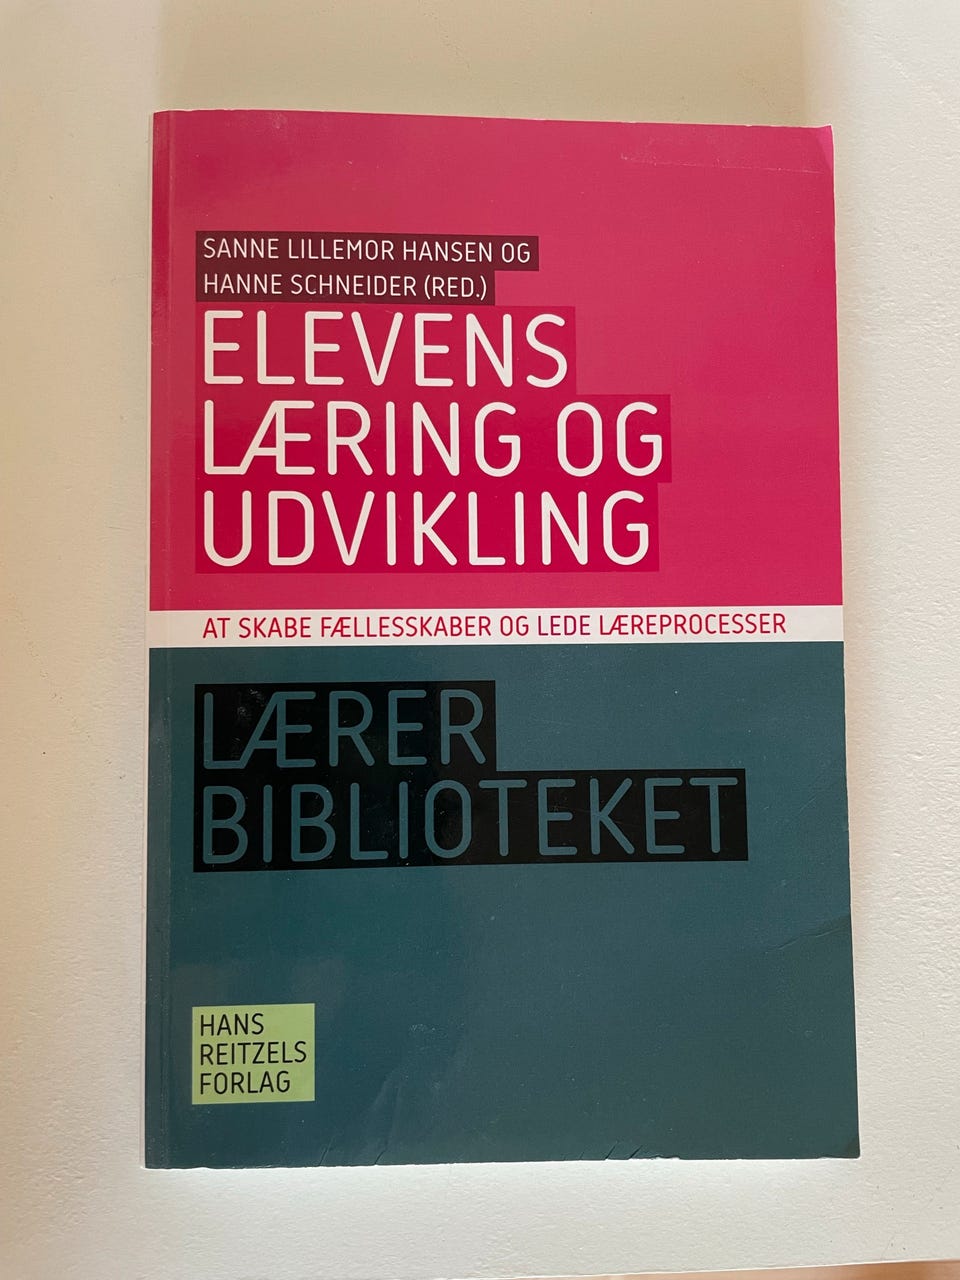 SANNE LILLEMOR HANSEN OG
HANNE SCHNEIDER (RED.)
ELEVENS
LÆRING OG
UDVIKLING
AT SKABE FÆLLESSKABER OG LEDE LÆREPROCESSER
LÆRER
BIBLIOTEKET
HANS
REITZELS
FORLAG